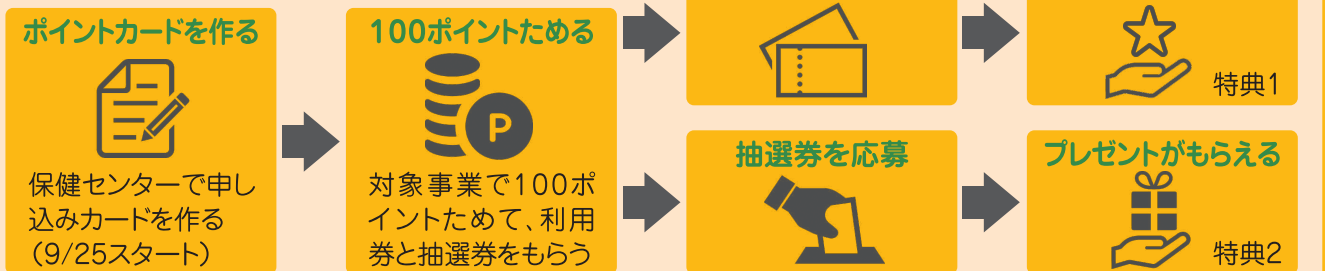 ポイントカードを作る
保健センターで申し
込みカードを作る
（9/25スタート）
100ポイントためる
P
対象事業で100ポ
イントためて、利用
券と抽選券をもらう
特典1
抽選券を応募
プレゼントがもらえる
特典2